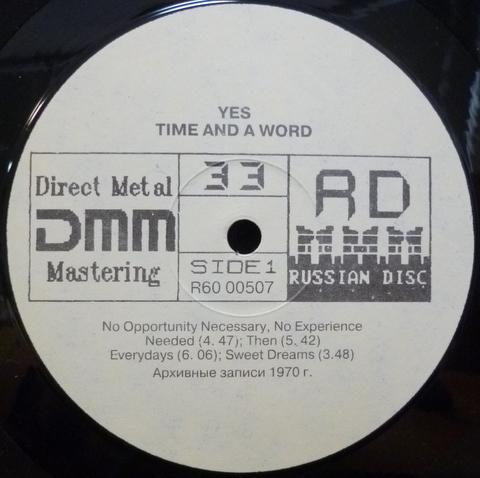 YES
TIME AND A WORD
Direct Metal
DMM
Mastering
33
SIDE 1
R60 00507
RD
RUSSIAN DISC
No Opportunity Necessary, No Experience
Needed (4. 47); Then (5, 42)
Everydays (6. 06); Sweet Dreams (3.48)
Архивные записи 1970 г.